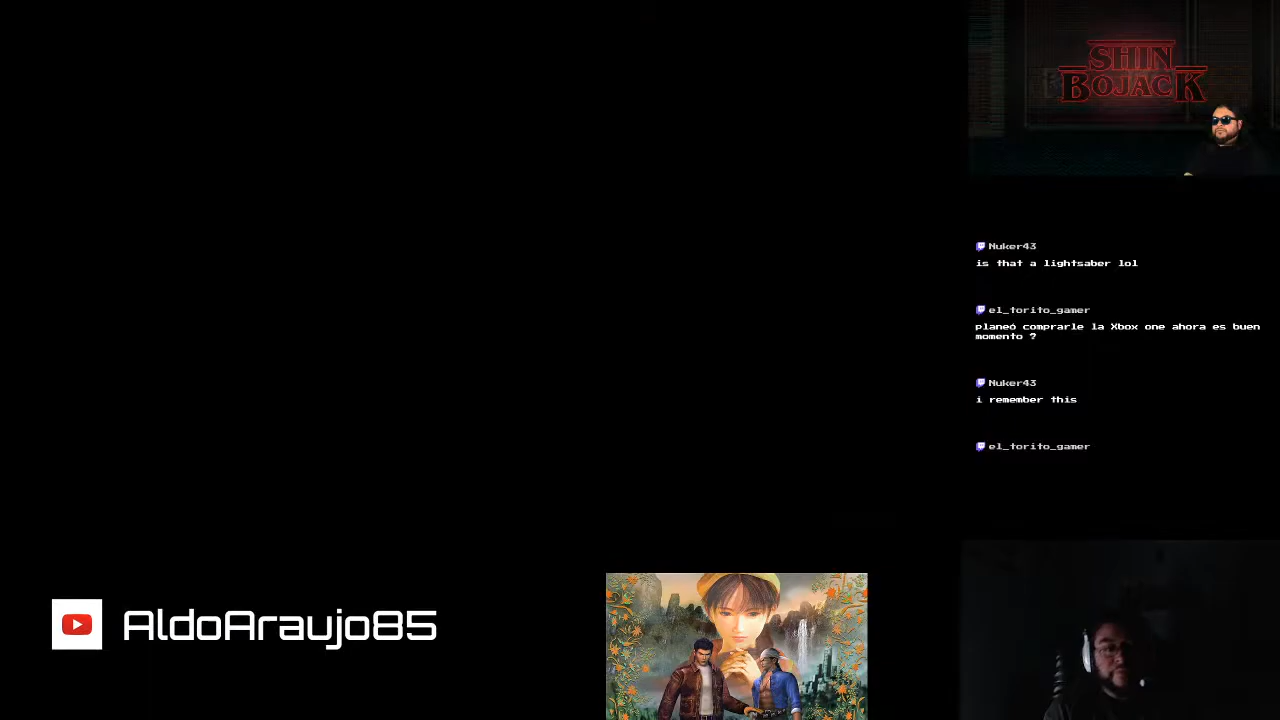 SHIN
BOJACK
Nuker43
is that a lightsaber lol
el_torito_gamer
planeó comprarle la Xbox one ahora es buen
momento ?
Nuker43
i remember this
el_torito_gamer
AldoAraujo85